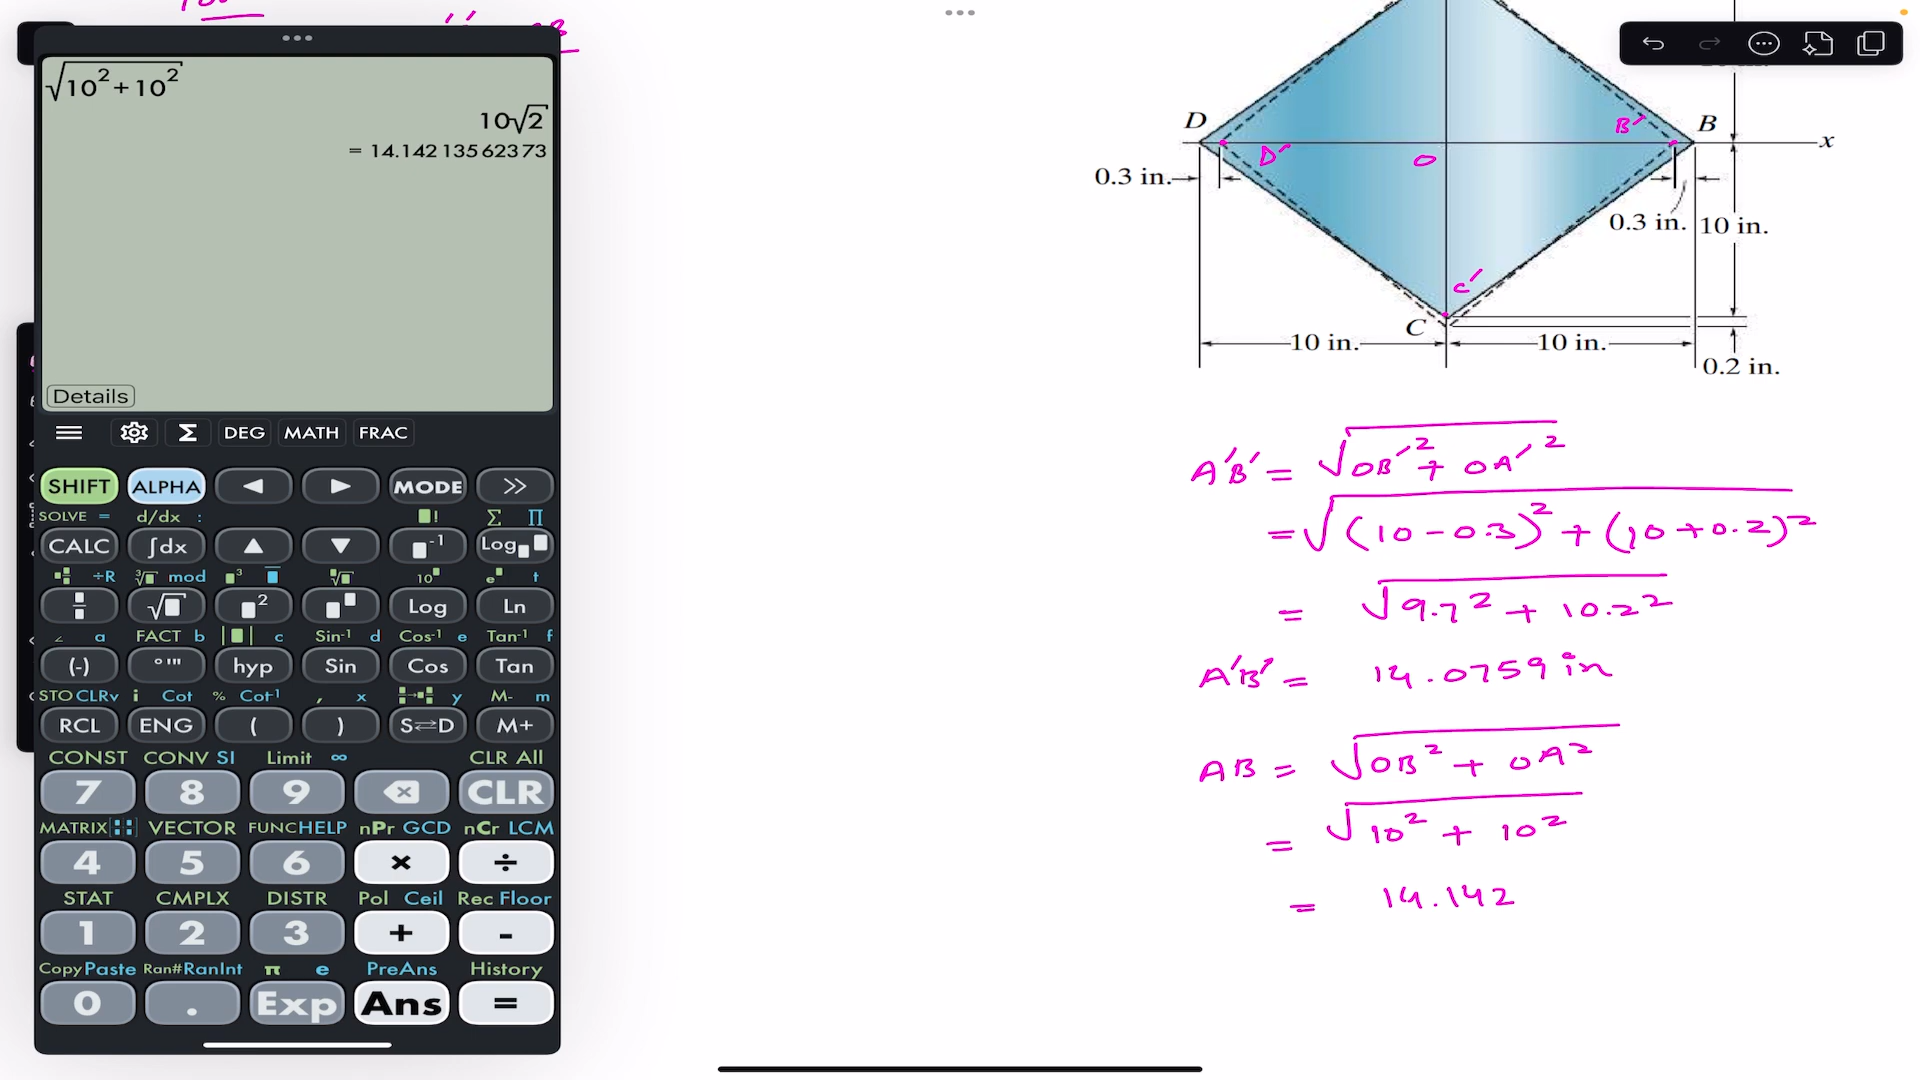 √10²+10²
10√2
= 14.14213562373
Details
DEG MATH FRAC
SHIFT ALPHA ◄ ► MODE >>
SOLVE = d/dx : ! Σ Π
CALC ∫dx ▲ ▼ ■⁻¹ Log
÷R mod 10 e t
Log Ln
∠ a FACT b c Sin-1 d Cos-1 e Tan-1 f
(-) ° ' " hyp Sin Cos Tan
STO CLRv i Cot % Cot-1 , x y M- m
RCL ENG ( ) S⇄D M+
CONST CONV SI Limit ∞ CLR All
7 8 9 CLR
MATRIX VECTOR FUNC HELP nPr GCD nCr LCM
4 5 6 × ÷
STAT CMPLX DISTR Pol Ceil Rec Floor
1 2 3 + -
Copy Paste Ran# RanInt π e PreAns History
0 . Exp Ans =
D B' B
x
D' O
0.3 in.
0.3 in. 10 in.
C'
C
10 in. 10 in.
0.2 in.
A'B' = √OB'² + OA'²
= √(10-0.3)² + (10+0.2)²
= √9.7² + 10.2²
A'B' = 14.0759 in
AB = √OB² + OA²
= √10² + 10²
= 14.142